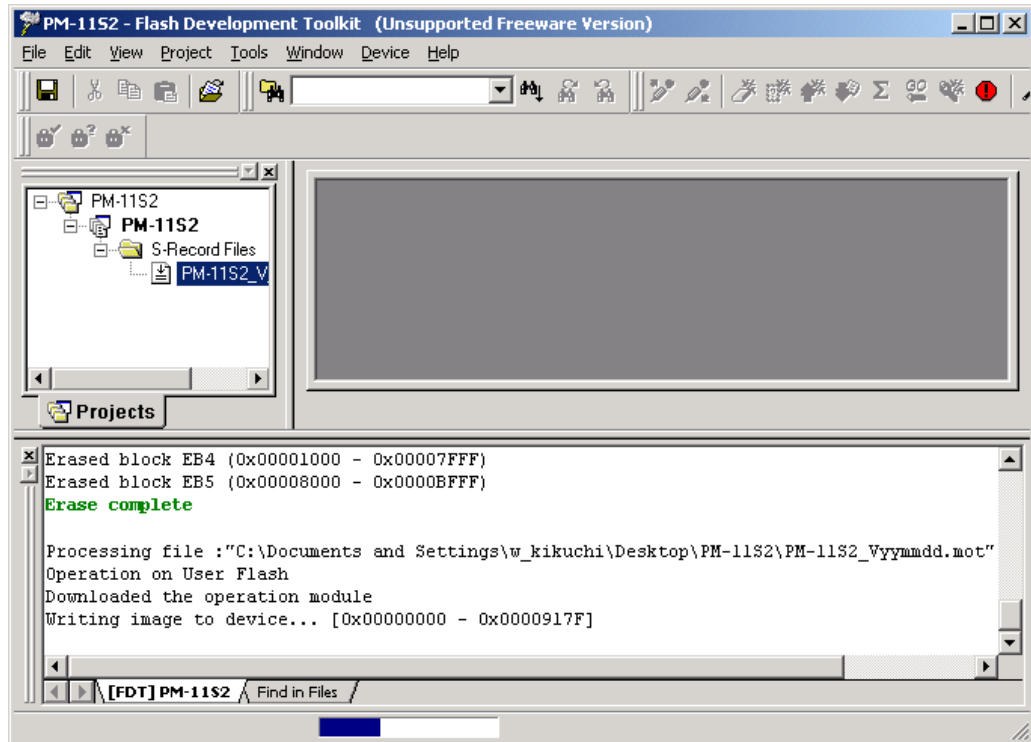 PM-11S2 - Flash Development Toolkit (Unsupported Freeware Version)
File Edit View Project Tools Window Device Help
PM-11S2
PM-11S2
S-Record Files
PM-11S2_V
Projects
Erased block EB4 (0x00001000 - 0x00007FFF)
Erased block EB5 (0x00008000 - 0x0000BFFF)
Erase complete
Processing file :"C:\Documents and Settings\w_kikuchi\Desktop\PM-11S2\PM-11S2_Vyymmdd.mot"
Operation on User Flash
Downloaded the operation module
Writing image to device... [0x00000000 - 0x0000917F]
[FDT] PM-11S2 Find in Files